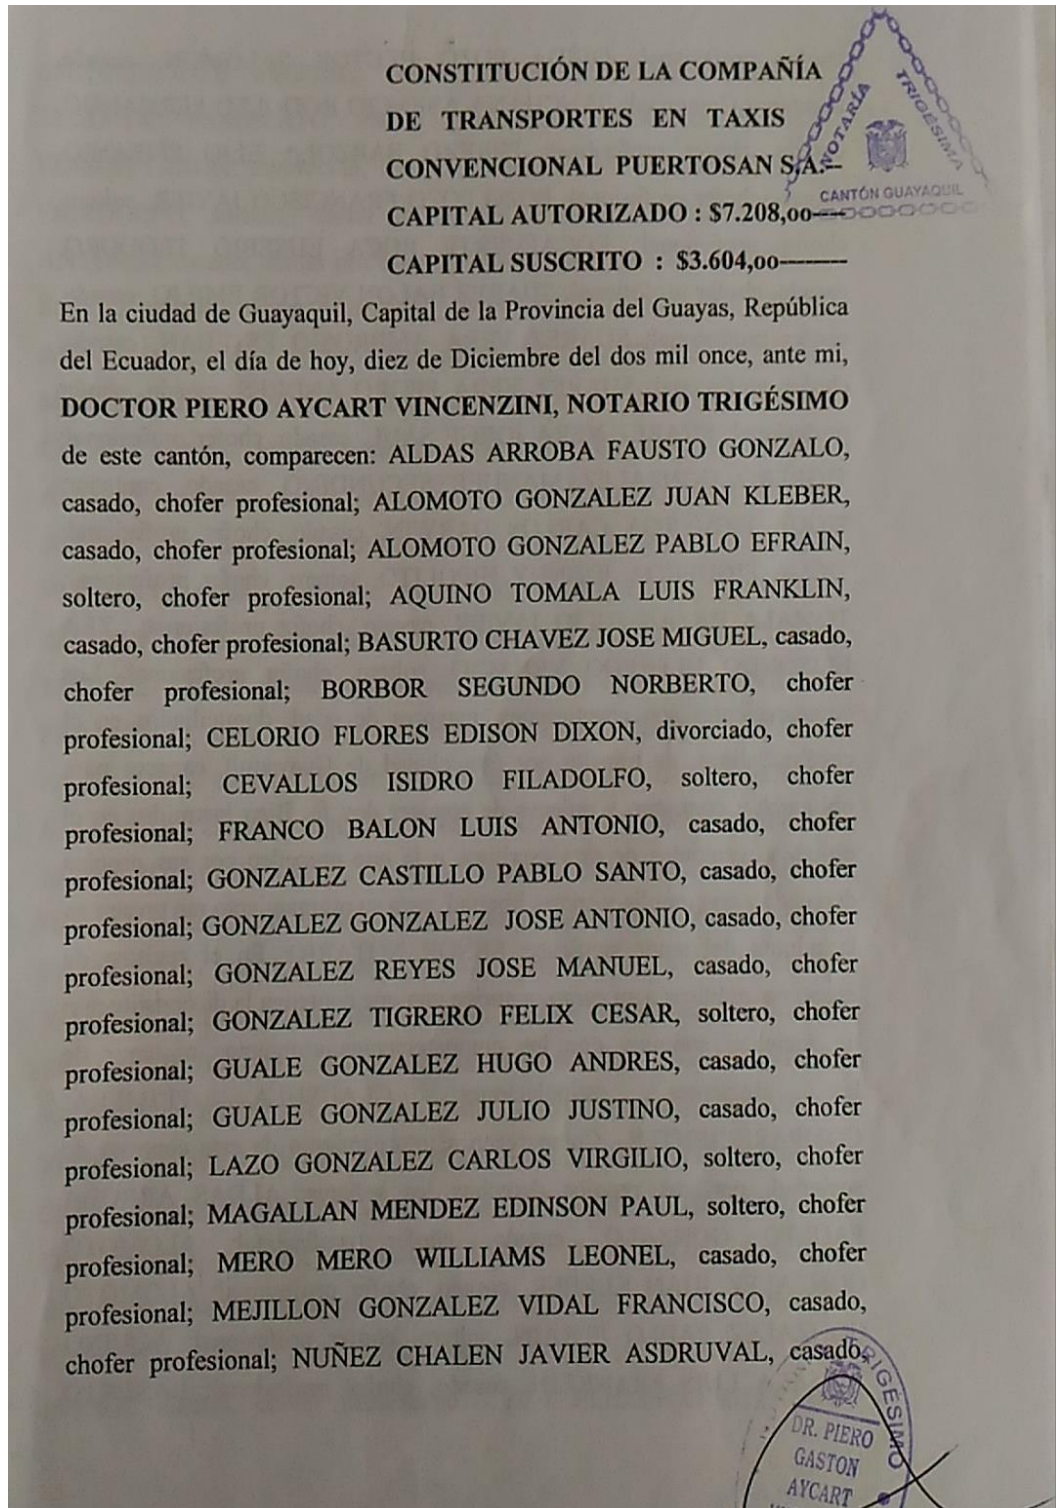 CONSTITUCIÓN DE LA COMPAÑÍA
DE TRANSPORTES EN TAXIS
CONVENCIONAL PUERTOSAN S.A.--
CAPITAL AUTORIZADO : $7.208,oo----
CAPITAL SUSCRITO : $3.604,oo--------
NOTARÍA
TRIGÉSIMA
CANTÓN GUAYAQUIL
En la ciudad de Guayaquil, Capital de la Provincia del Guayas, República
del Ecuador, el día de hoy, diez de Diciembre del dos mil once, ante mi,
DOCTOR PIERO AYCART VINCENZINI, NOTARIO TRIGÉSIMO
de este cantón, comparecen: ALDAS ARROBA FAUSTO GONZALO,
casado, chofer profesional; ALOMOTO GONZALEZ JUAN KLEBER,
casado, chofer profesional; ALOMOTO GONZALEZ PABLO EFRAIN,
soltero, chofer profesional; AQUINO TOMALA LUIS FRANKLIN,
casado, chofer profesional; BASURTO CHAVEZ JOSE MIGUEL, casado,
chofer profesional; BORBOR SEGUNDO NORBERTO, chofer
profesional; CELORIO FLORES EDISON DIXON, divorciado, chofer
profesional; CEVALLOS ISIDRO FILADOLFO, soltero, chofer
profesional; FRANCO BALON LUIS ANTONIO, casado, chofer
profesional; GONZALEZ CASTILLO PABLO SANTO, casado, chofer
profesional; GONZALEZ GONZALEZ JOSE ANTONIO, casado, chofer
profesional; GONZALEZ REYES JOSE MANUEL, casado, chofer
profesional; GONZALEZ TIGRERO FELIX CESAR, soltero, chofer
profesional; GUALE GONZALEZ HUGO ANDRES, casado, chofer
profesional; GUALE GONZALEZ JULIO JUSTINO, casado, chofer
profesional; LAZO GONZALEZ CARLOS VIRGILIO, soltero, chofer
profesional; MAGALLAN MENDEZ EDINSON PAUL, soltero, chofer
profesional; MERO MERO WILLIAMS LEONEL, casado, chofer
profesional; MEJILLON GONZALEZ VIDAL FRANCISCO, casado,
chofer profesional; NUÑEZ CHALEN JAVIER ASDRUVAL, casado,
TRIGÉSIMO
DR. PIERO
GASTON
AYCART